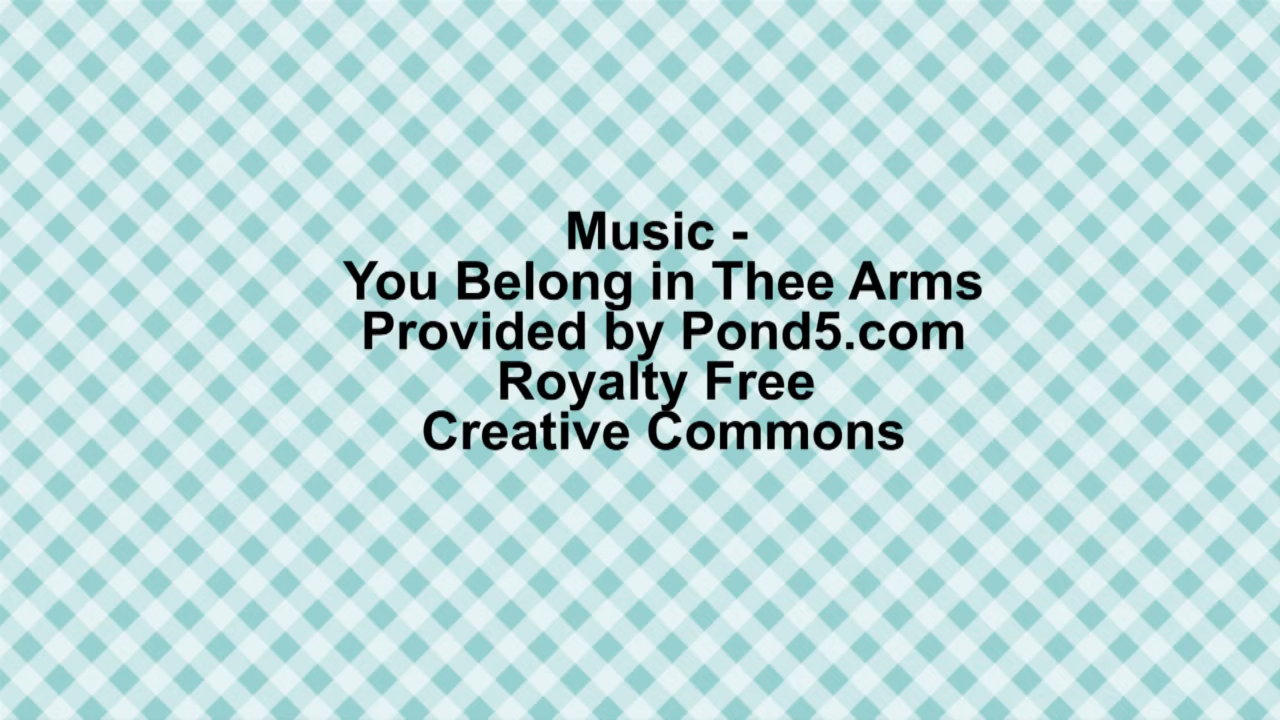 Music -
You Belong in Thee Arms
Provided by Pond5.com
Royalty Free
Creative Commons